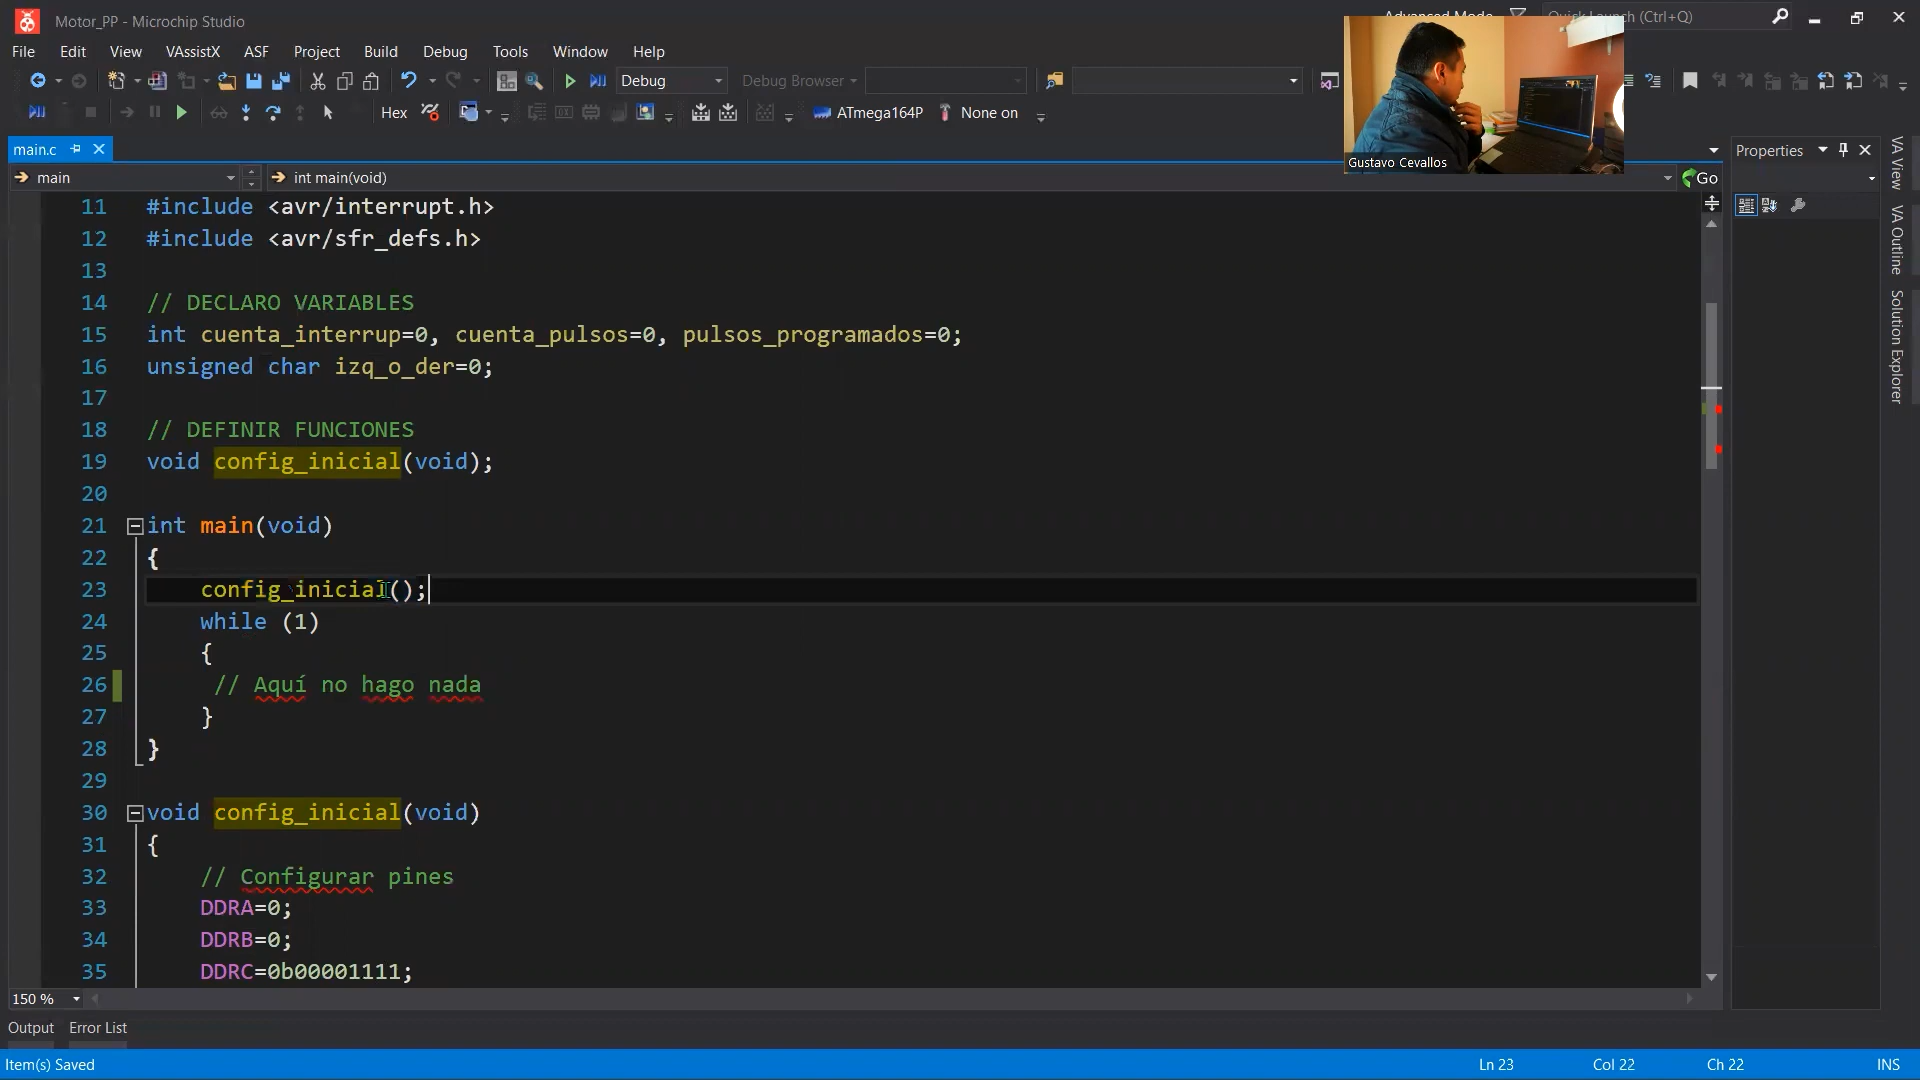 Motor_PP - Microchip Studio
Quick Launch (Ctrl+Q)
File Edit View VAssistX ASF Project Build Debug Tools Window Help
Debug Debug Browser
Hex ATmega164P None on
Gustavo Cevallos
main.c
main int main(void) Go
Properties
VA View
VA Outline
Solution Explorer
11 #include <avr/interrupt.h>
12 #include <avr/sfr_defs.h>
13
14 // DECLARO VARIABLES
15 int cuenta_interrup=0, cuenta_pulsos=0, pulsos_programados=0;
16 unsigned char izq_o_der=0;
17
18 // DEFINIR FUNCIONES
19 void config_inicial(void);
20
21 int main(void)
22 {
23 config_inicial();
24 while (1)
25 {
26 // Aquí no hago nada
27 }
28 }
29
30 void config_inicial(void)
31 {
32 // Configurar pines
33 DDRA=0;
34 DDRB=0;
35 DDRC=0b00001111;
150 %
Output Error List
Item(s) Saved Ln 23 Col 22 Ch 22 INS